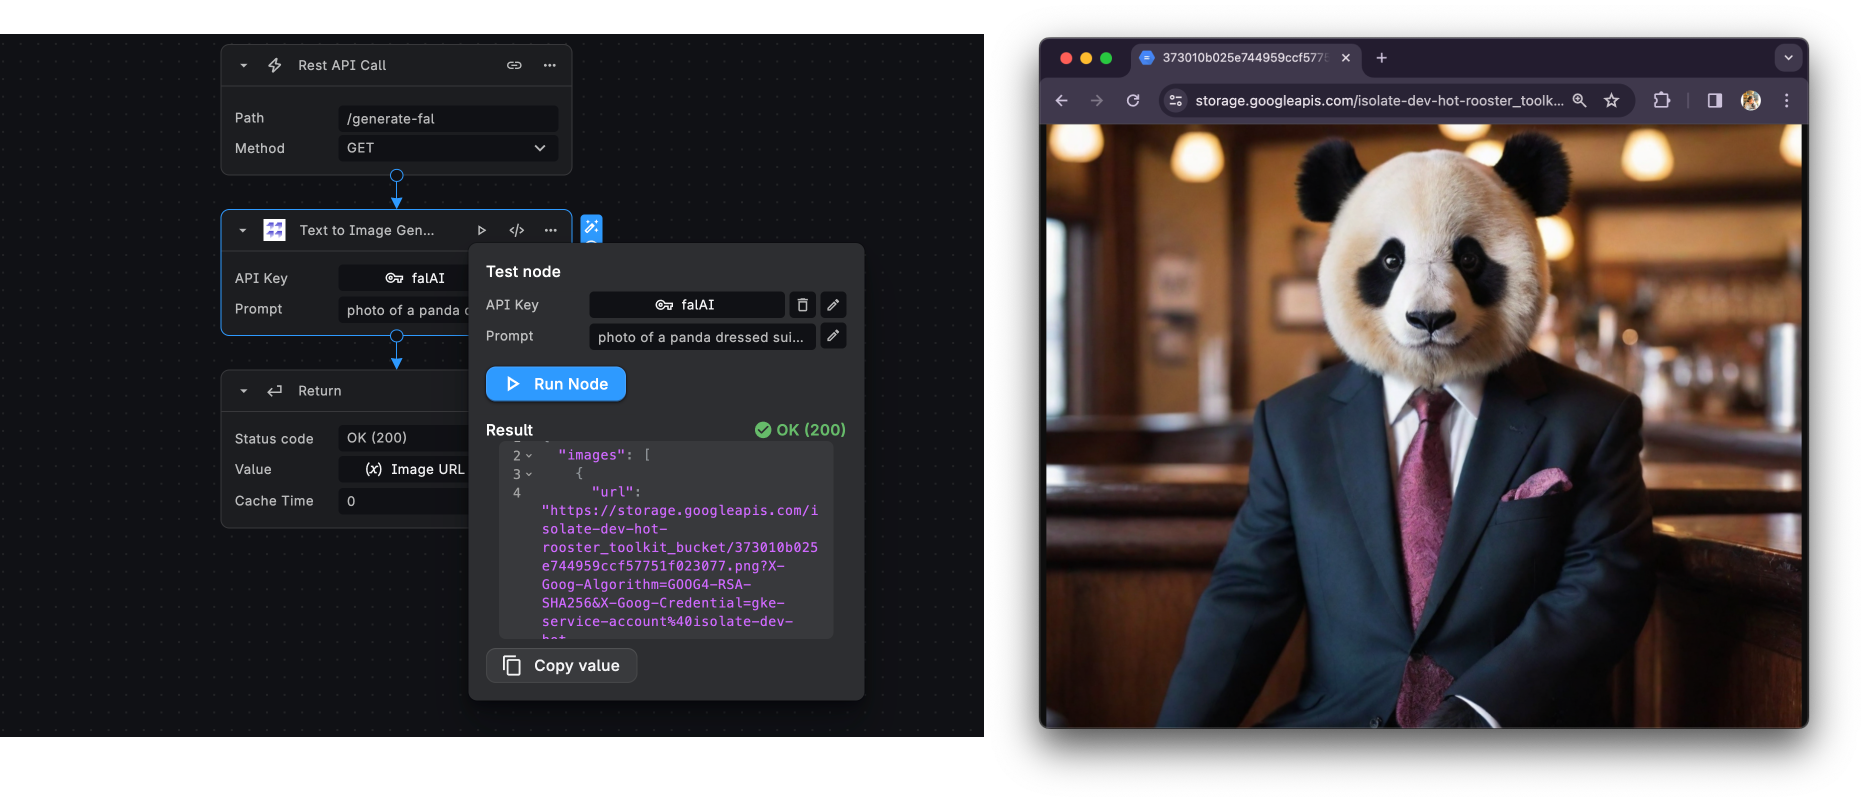 Rest API Call
Path
/generate-fal
Method
GET
Text to Image Gen...
API Key
falAI
Prompt
photo of a panda
Return
Status code
OK (200)
Value
(x) Image URL
Cache Time
0
Test node
API Key
falAI
Prompt
photo of a panda dressed sui...
Run Node
Result
OK (200)
2
"images": [
3
{
4
"url":
"https://storage.googleapis.com/i
solate-dev-hot-
rooster_toolkit_bucket/373010b025
e744959ccf57751f023077.png?X-
Goog-Algorithm=GOOG4-RSA-
SHA256&X-Goog-Credential=gke-
service-account%40isolate-dev-
Copy value
373010b025e744959ccf577
storage.googleapis.com/isolate-dev-hot-rooster_toolk...